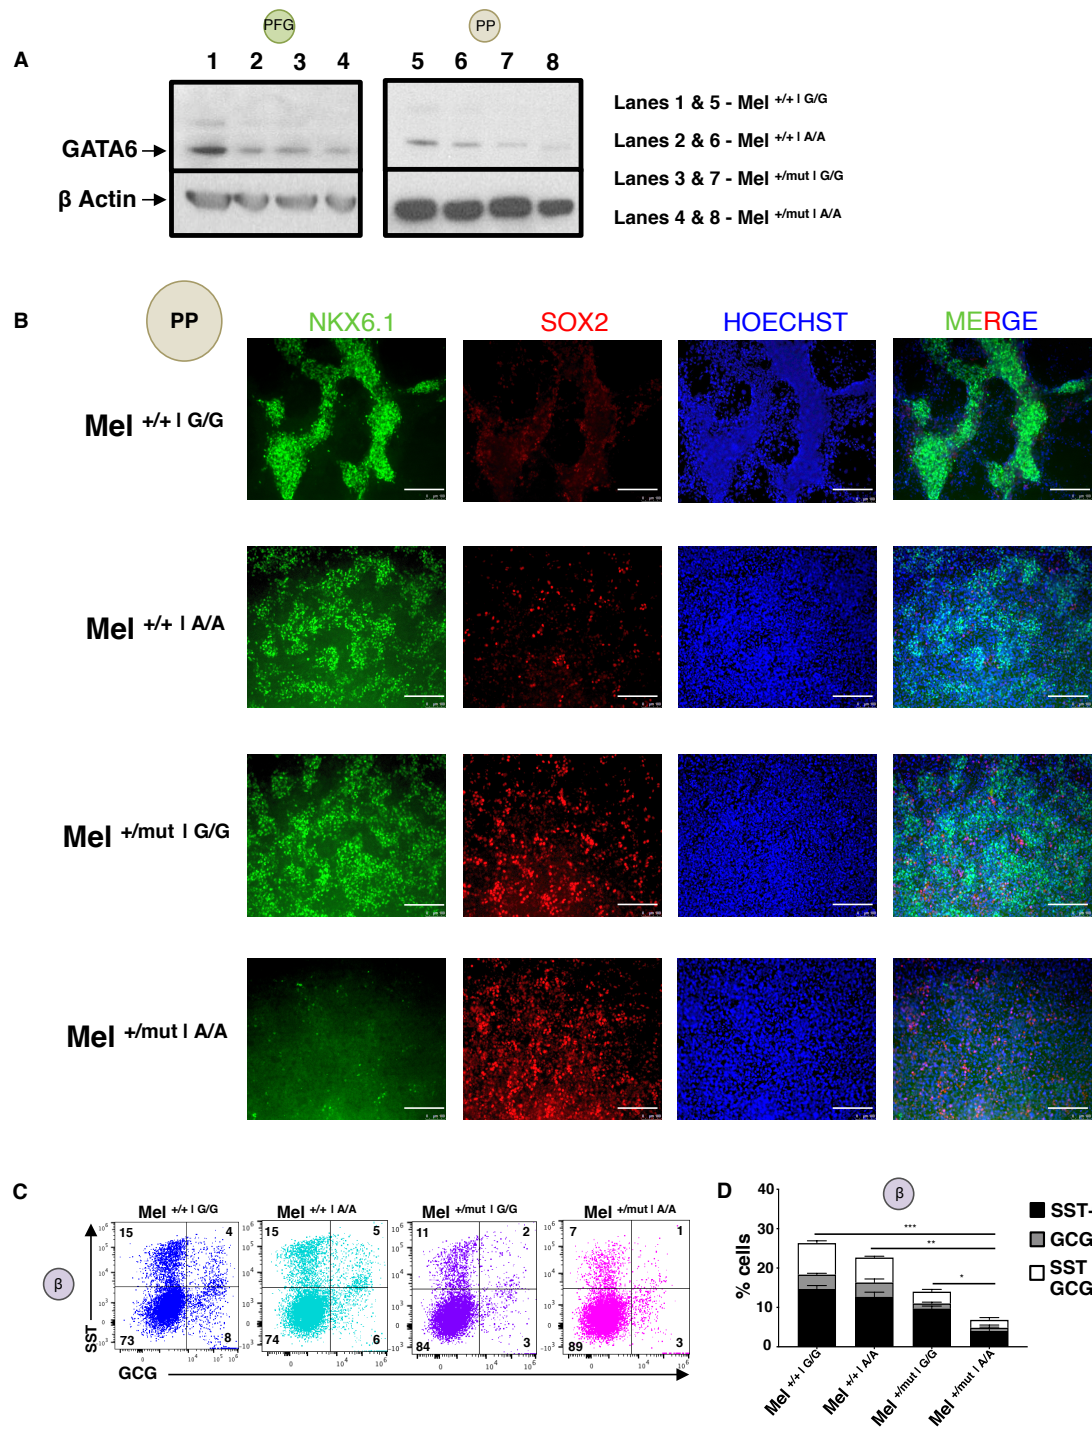 PFG
PP
A
1 2 3 4
5 6 7 8
GATA6
β Actin
Lanes 1 & 5 - Mel +/+ | G/G
Lanes 2 & 6 - Mel +/+ | A/A
Lanes 3 & 7 - Mel +/mut | G/G
Lanes 4 & 8 - Mel +/mut | A/A
B
PP
NKX6.1
SOX2
HOECHST
MERGE
Mel +/+ | G/G
Mel +/+ | A/A
Mel +/mut | G/G
Mel +/mut | A/A
C
β
SST
GCG
Mel +/+ | G/G
15 4
73 8
Mel +/+ | A/A
15 5
74 6
Mel +/mut | G/G
11 2
84 3
Mel +/mut | A/A
7 1
89 3
D
β
% cells
40
30
20
10
0
***
**
*
SST-
GCG
SST
GCG
Mel +/+ | G/G
Mel +/+ | A/A
Mel +/mut | G/G
Mel +/mut | A/A